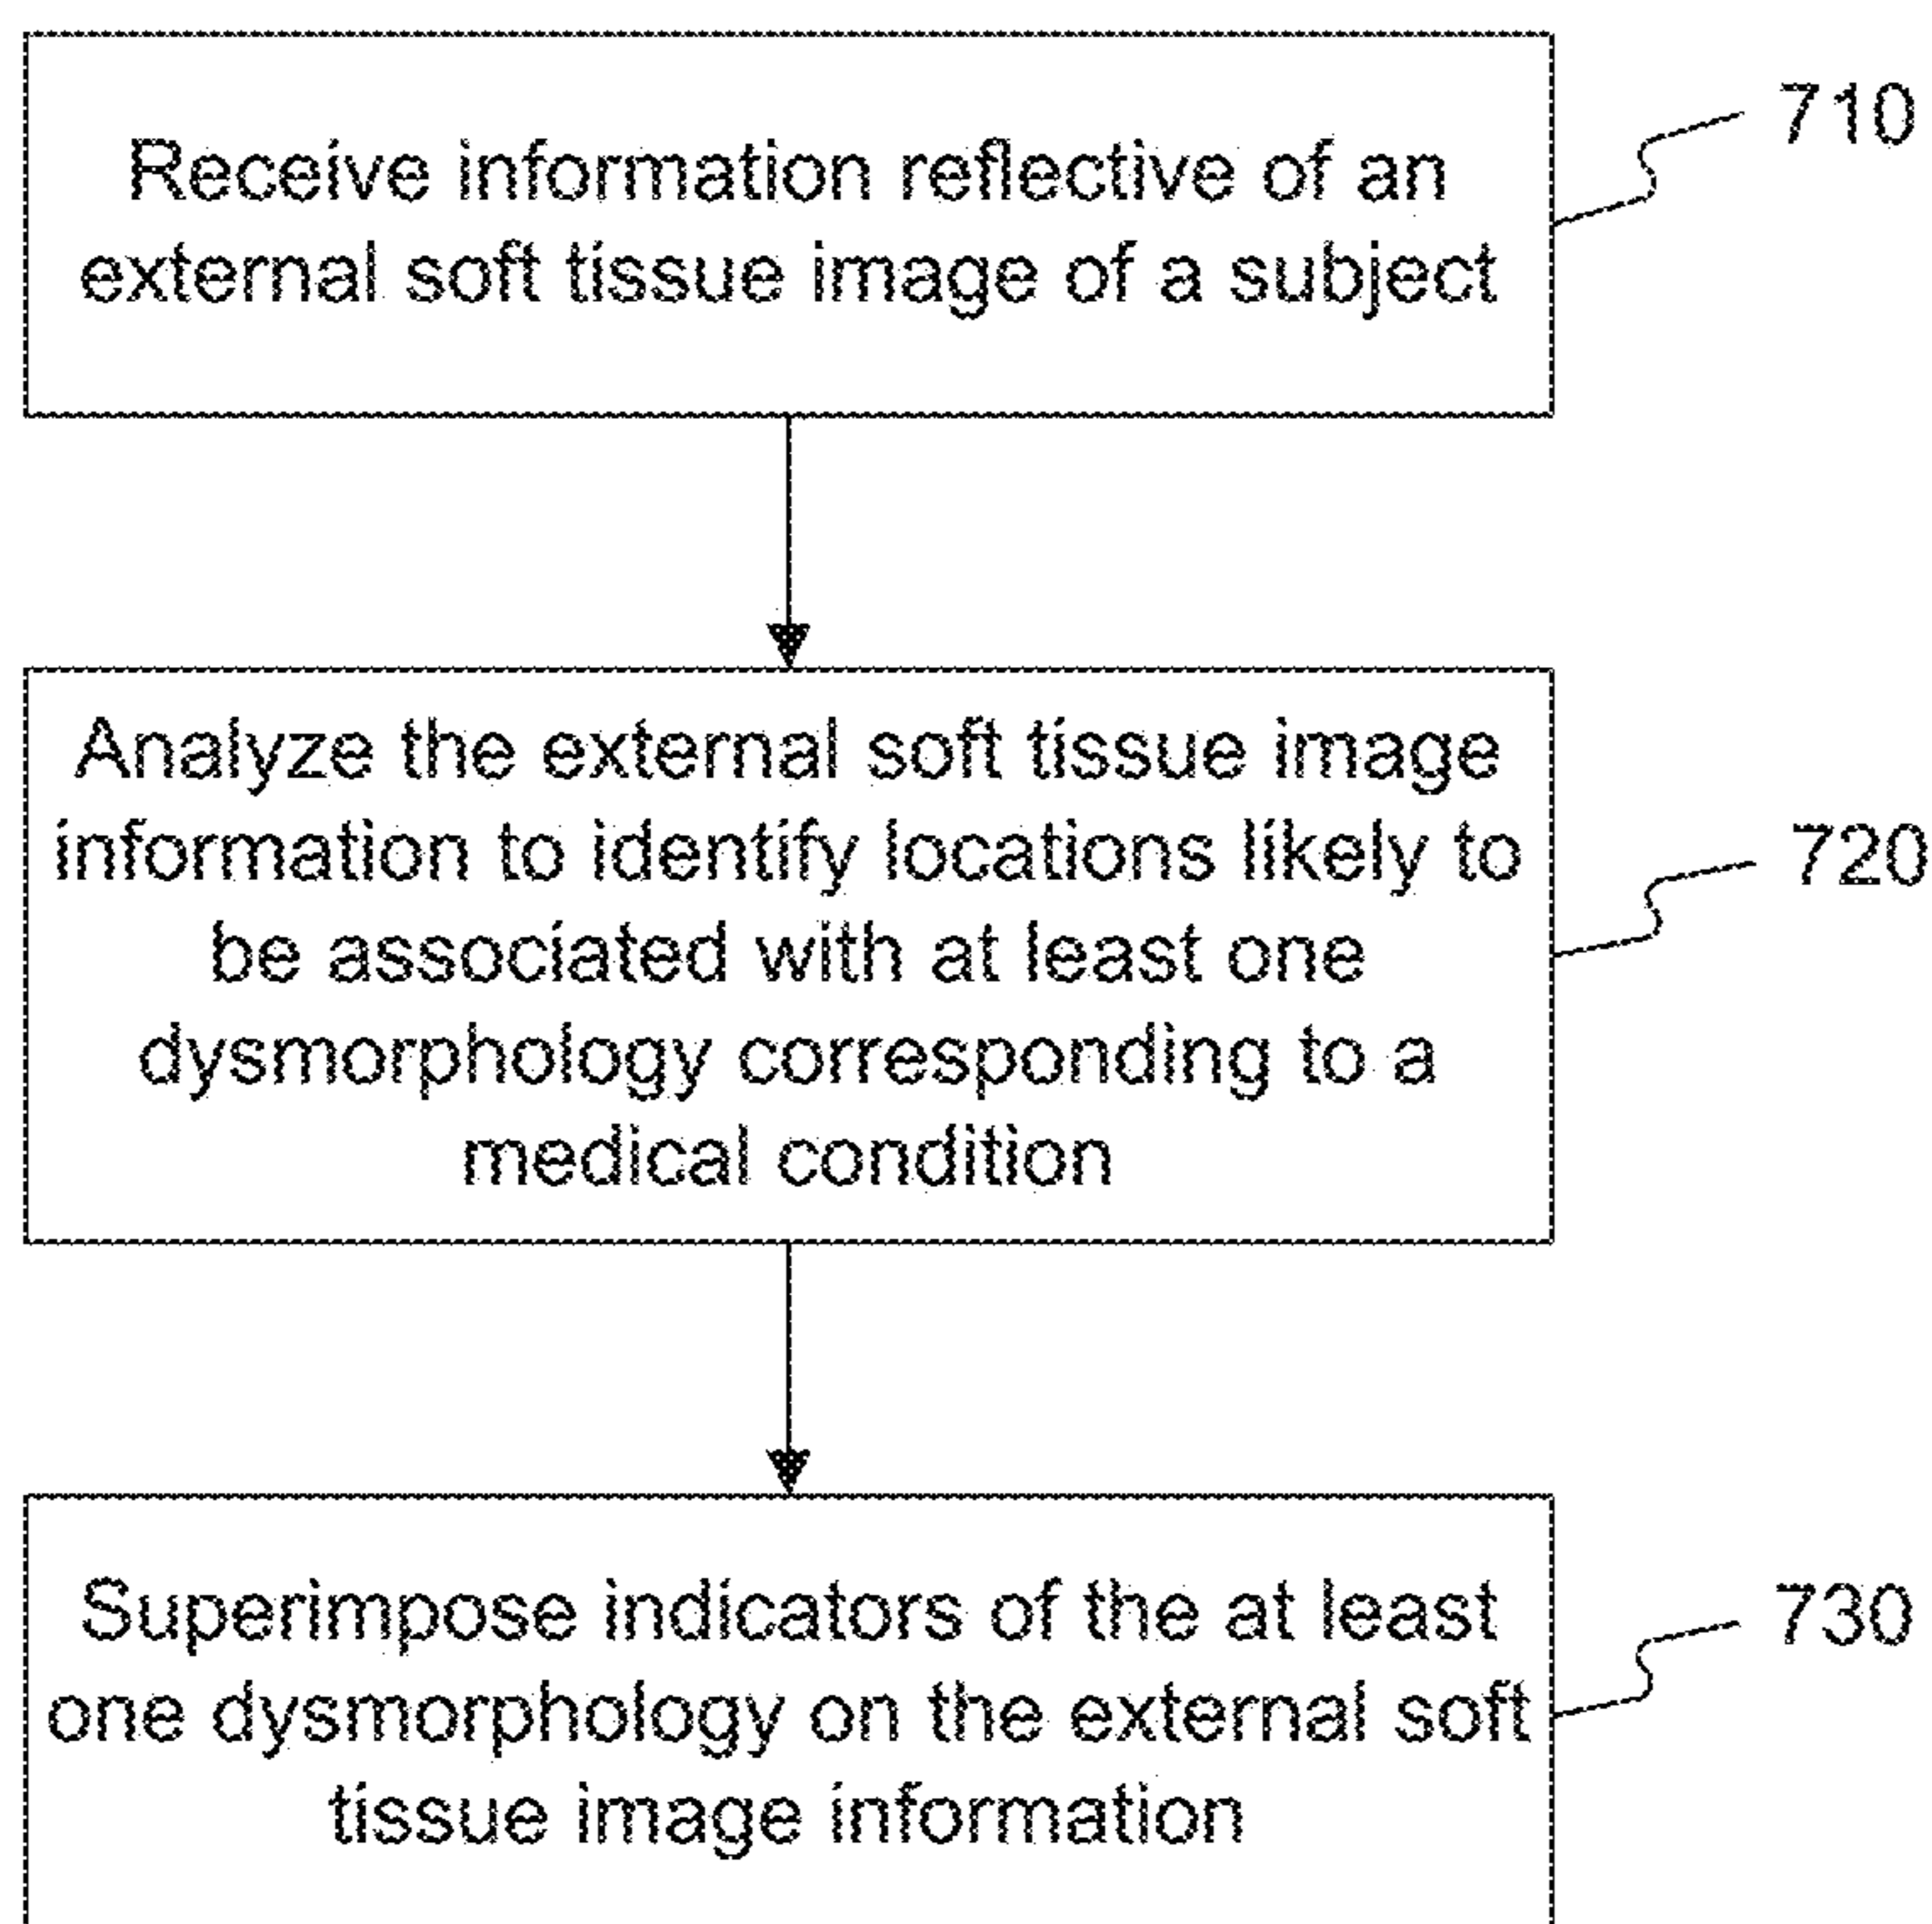 Receive information reflective of an
external soft tissue image of a subject
710
Analyze the external soft tissue image
information to identify locations likely to
be associated with at least one
dysmorphology corresponding to a
medical condition
720
Superimpose indicators of the at least
one dysmorphology on the external soft
tissue image information
730